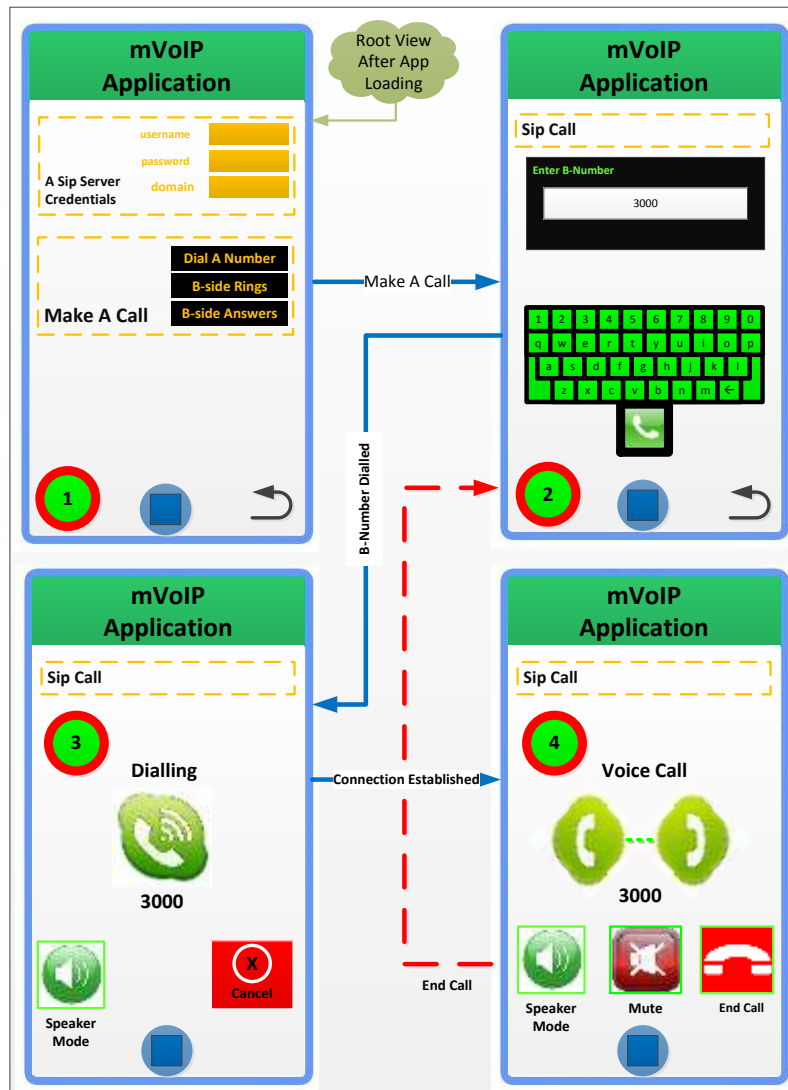 mVoIP
Application
Root View
After App
Loading
username
password
domain
A Sip Server
Credentials
Dial A Number
B-side Rings
B-side Answers
Make A Call
1
Make A Call
mVoIP
Application
Sip Call
Enter B-Number
3000
1 2 3 4 5 6 7 8 9 0
q w e r t y u i o p
a s d f g h j k l
z x c v b n m ←
2
B-Number Dialled
mVoIP
Application
Sip Call
3
Dialling
3000
Speaker
Mode
X
Cancel
Connection Established
End Call
mVoIP
Application
Sip Call
4
Voice Call
3000
Speaker
Mode
Mute
End Call